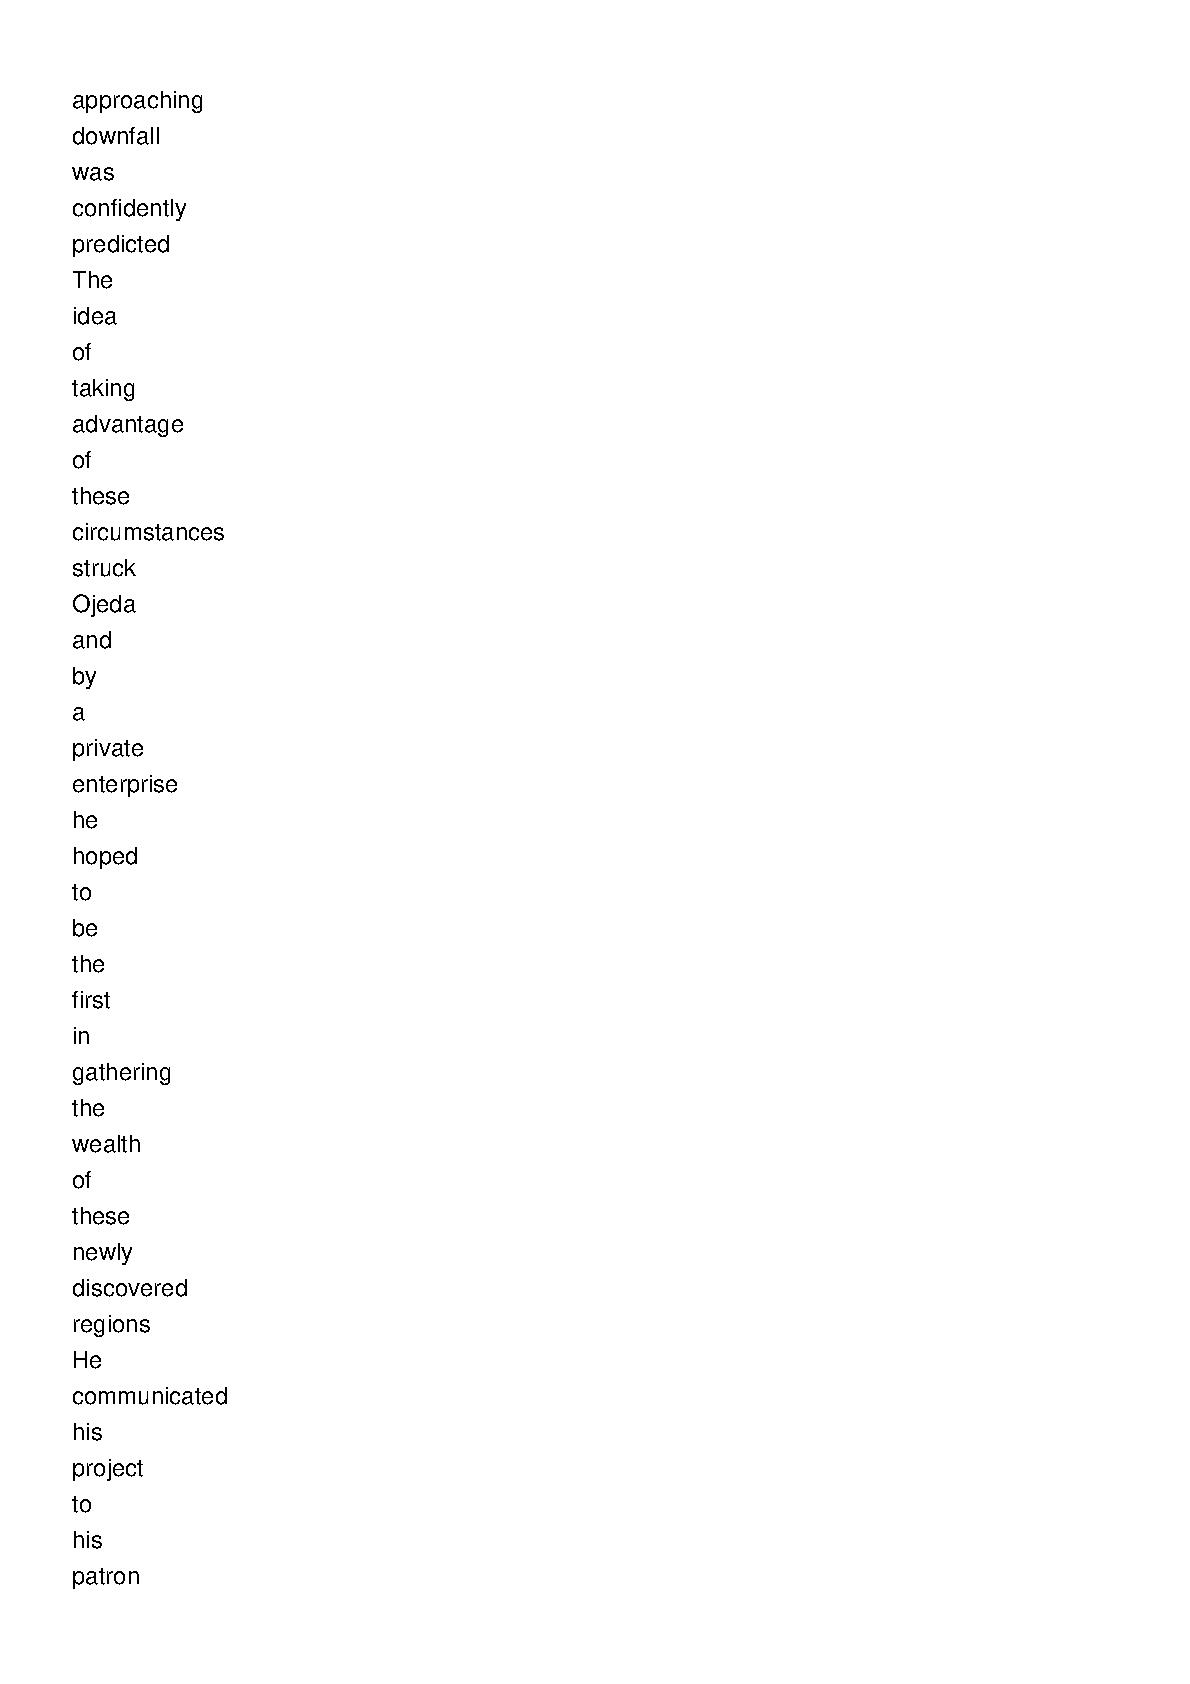 approaching
downfall
was
confidently
predicted
The
idea
of
taking
advantage
of
these
circumstances
struck
Ojeda
and
by
a
private
enterprise
he
hoped
to
be
the
first
in
gathering
the
wealth
of
these
newly
discovered
regions
He
communicated
his
project
to
his
patron